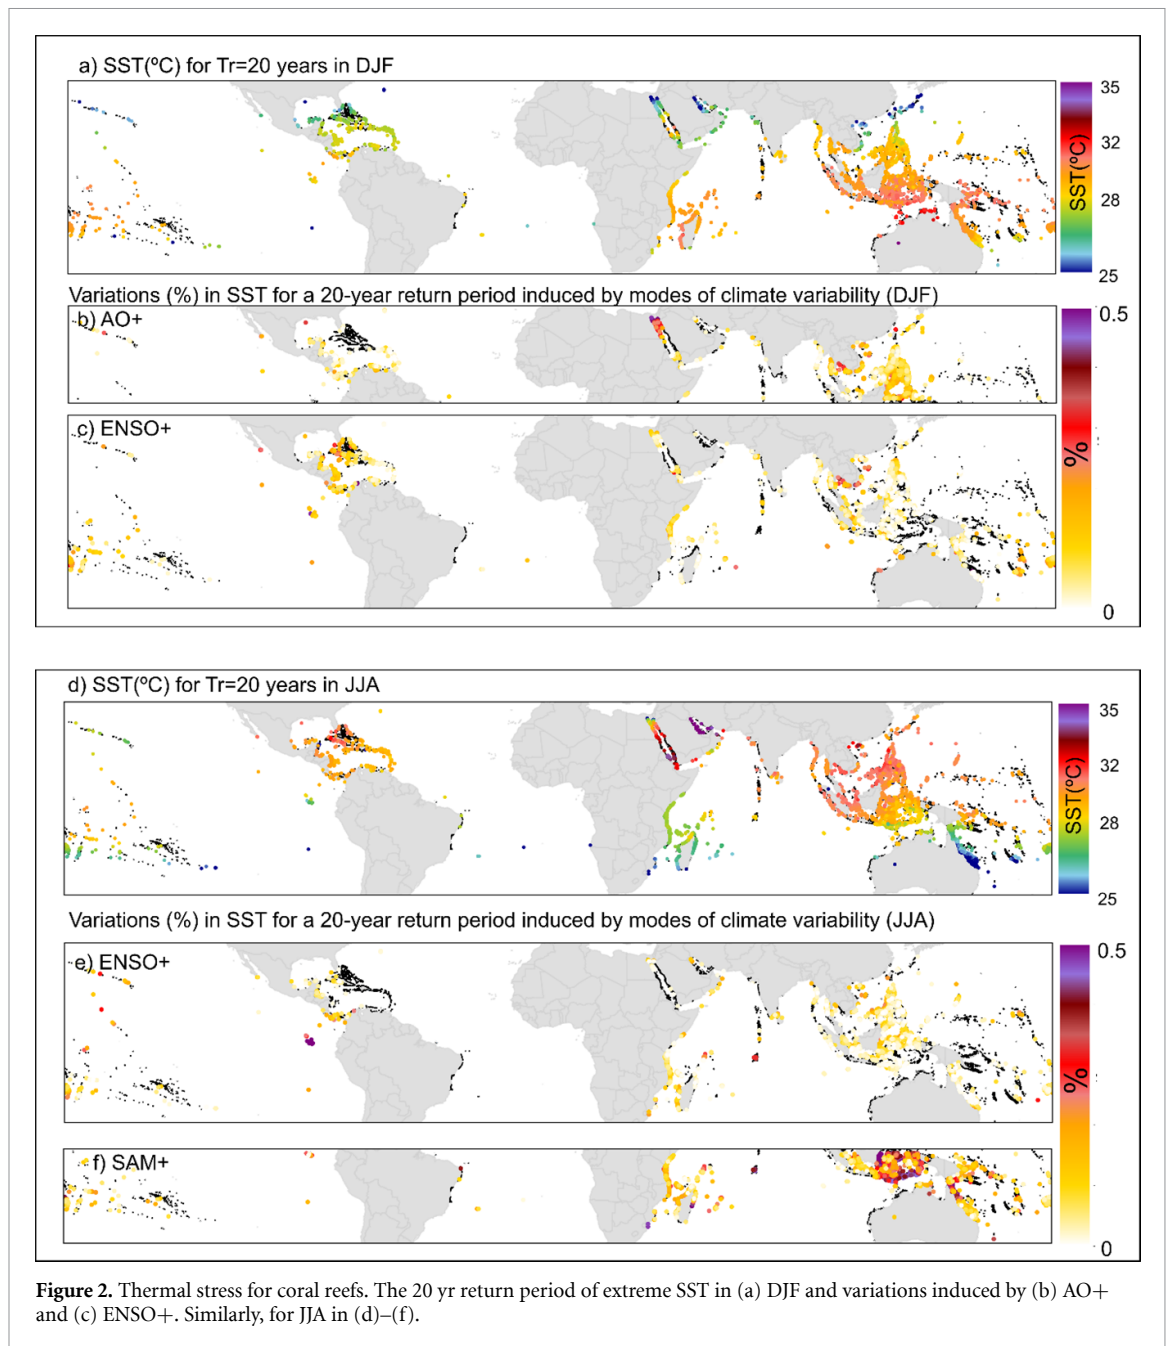 a) SST(ºC) for Tr=20 years in DJF
35
32
28
25
SST(ºC)
Variations (%) in SST for a 20-year return period induced by modes of climate variability (DJF)
b) AO+
0.5
c) ENSO+
%
0
d) SST(ºC) for Tr=20 years in JJA
35
32
28
25
SST(ºC)
Variations (%) in SST for a 20-year return period induced by modes of climate variability (JJA)
e) ENSO+
0.5
%
f) SAM+
0
Figure 2. Thermal stress for coral reefs. The 20 yr return period of extreme SST in (a) DJF and variations induced by (b) AO+
and (c) ENSO+. Similarly, for JJA in (d)–(f).